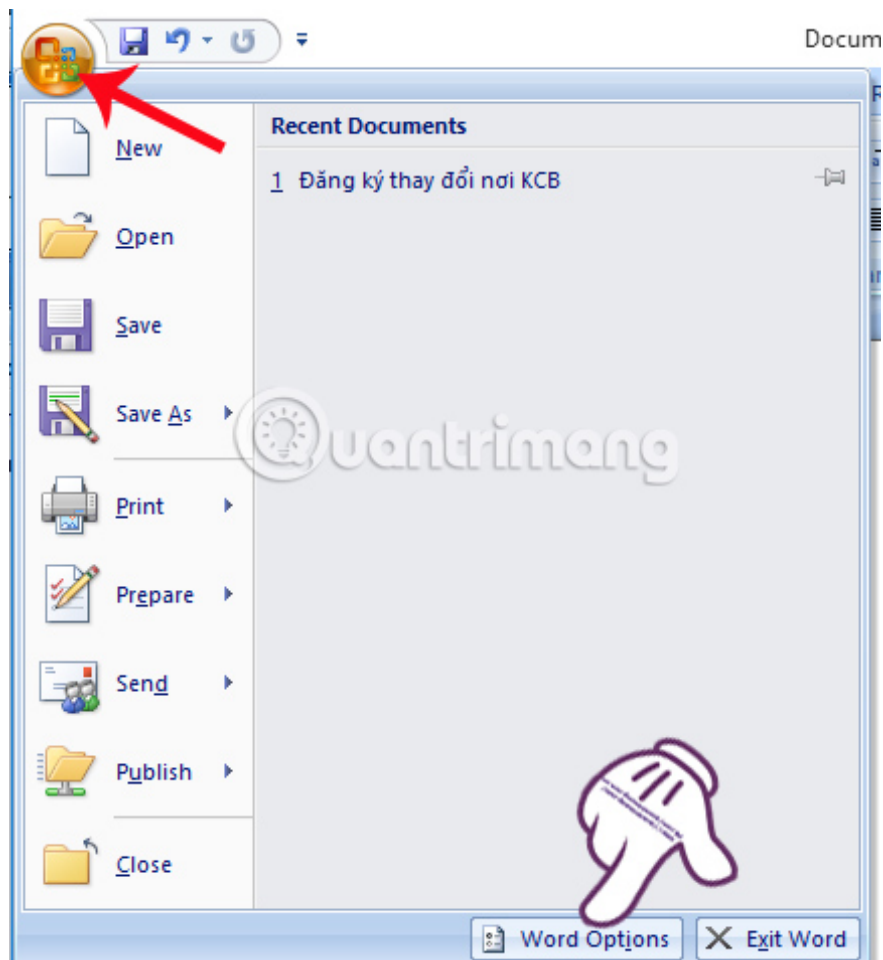 Docum
New
Recent Documents
1 Đăng ký thay đổi nơi KCB
Open
Save
Save As
Quantrimang
Print
Prepare
Send
Publish
Close
Word Options
Exit Word